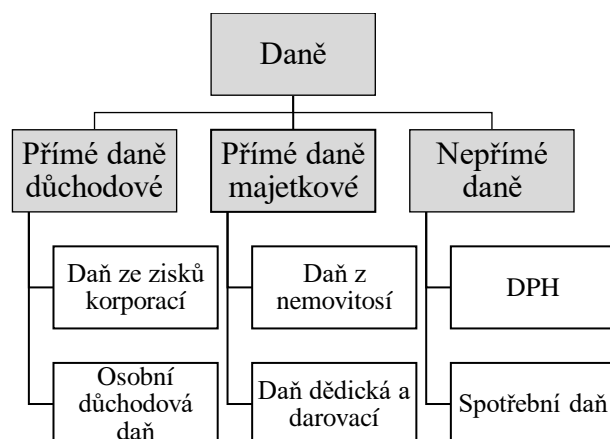 Daně
Přímé daně
důchodové
Přímé daně
majetkové
Nepřímé
daně
Daň ze zisků
korporací
Daň z
nemovitosí
DPH
Osobní
důchodová
daň
Daň dědická a
darovací
Spotřební daň